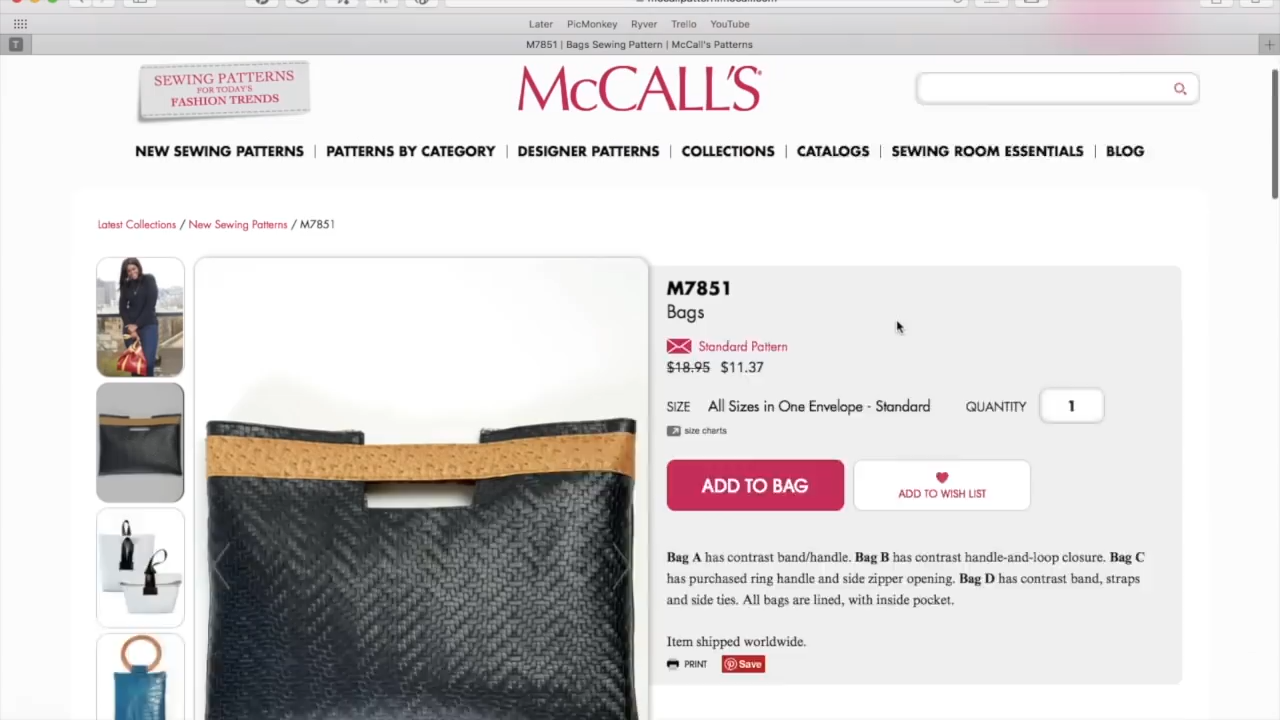 Later PicMonkey Ryver Trello YouTube
T M7851 | Bags Sewing Pattern | McCall's Patterns
SEWING PATTERNS
FOR TODAY'S
FASHION TRENDS
McCALL'S
NEW SEWING PATTERNS | PATTERNS BY CATEGORY | DESIGNER PATTERNS | COLLECTIONS | CATALOGS | SEWING ROOM ESSENTIALS | BLOG
Latest Collections / New Sewing Patterns / M7851
M7851
Bags
Standard Pattern
$18.95 $11.37
SIZE All Sizes in One Envelope - Standard QUANTITY 1
size charts
ADD TO BAG
ADD TO WISH LIST
Bag A has contrast band/handle. Bag B has contrast handle-and-loop closure. Bag C
has purchased ring handle and side zipper opening. Bag D has contrast band, straps
and side ties. All bags are lined, with inside pocket.
Item shipped worldwide.
PRINT Save